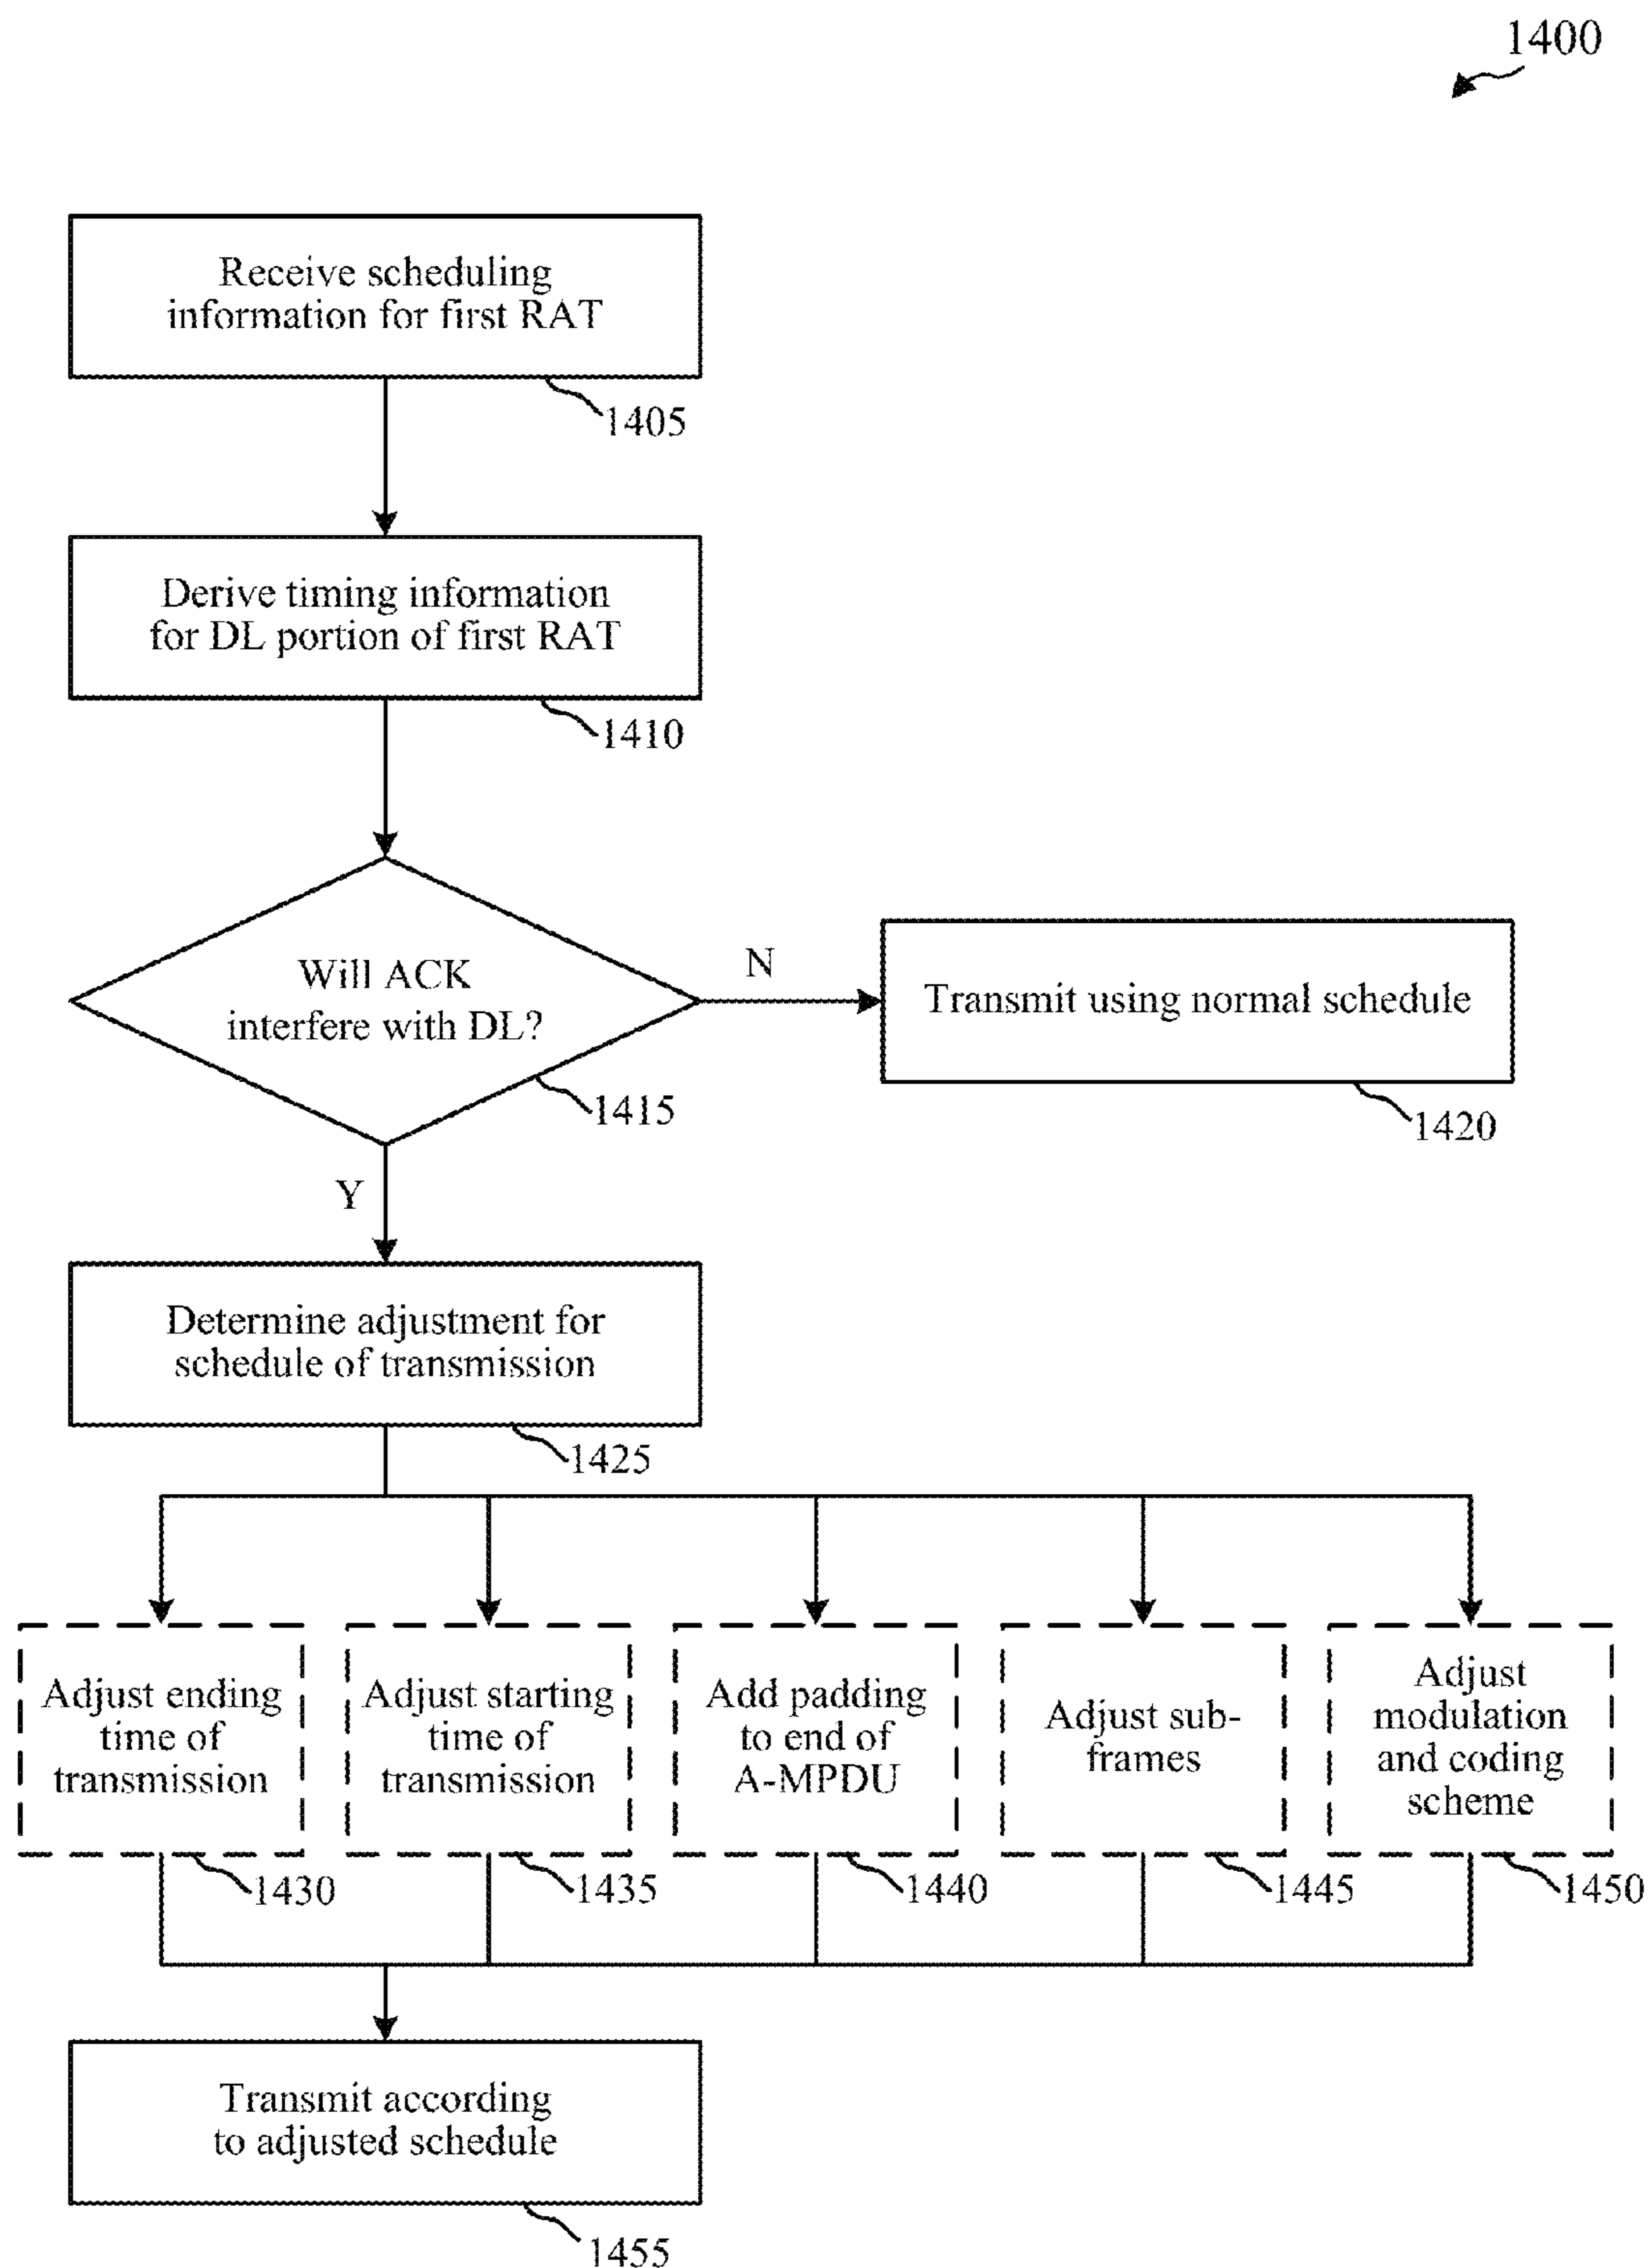 1400
Receive scheduling
information for first RAT
1405
Derive timing information
for DL portion of first RAT
1410
Will ACK
interfere with DL?
1415
N
Transmit using normal schedule
1420
Y
Determine adjustment for
schedule of transmission
1425
Adjust ending
time of
transmission
1430
Adjust starting
time of
transmission
1435
Add padding
to end of
A-MPDU
1440
Adjust sub-
frames
1445
Adjust
modulation
and coding
scheme
1450
Transmit according
to adjusted schedule
1455